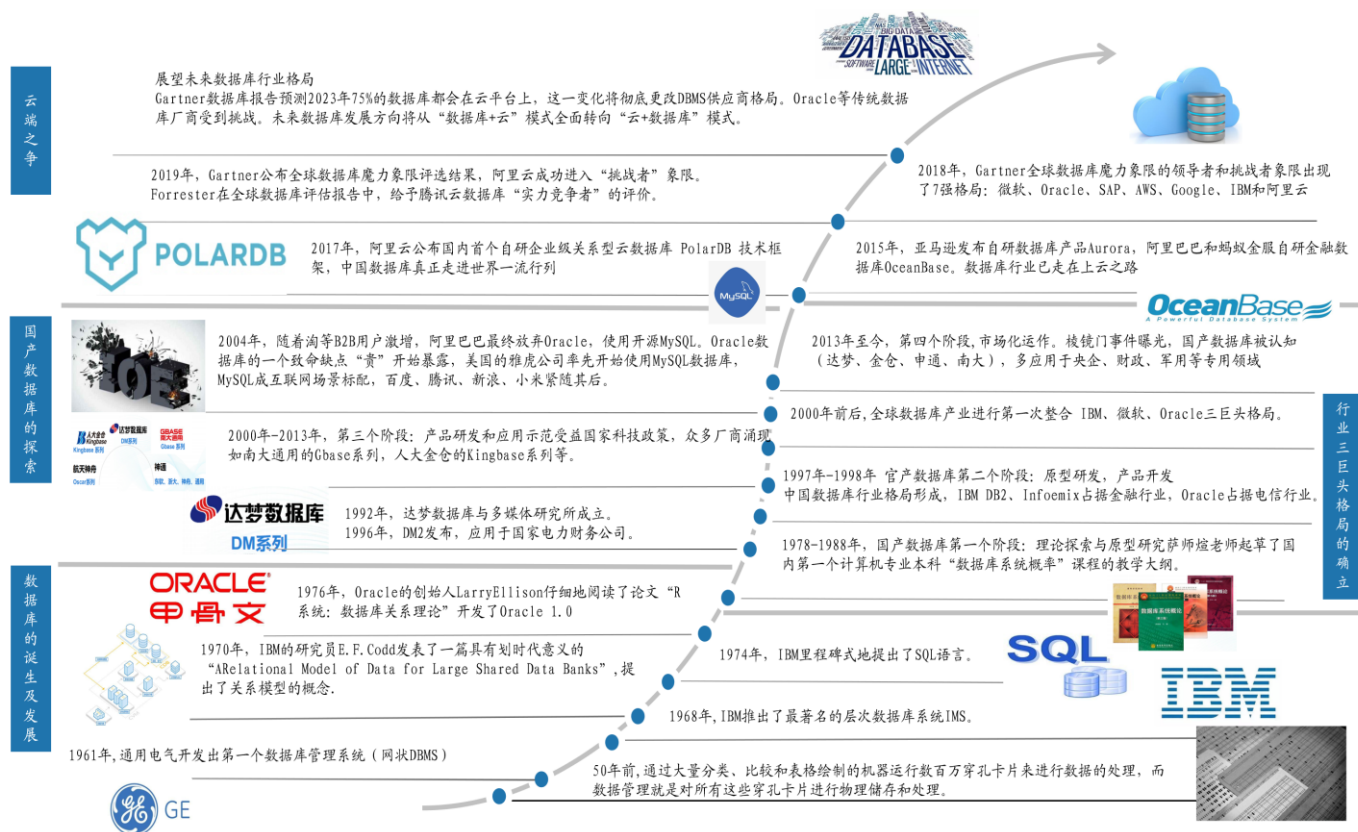 BIG DATA
DATABASE
SOFTWARE LARGE INTERNET
云端之争
展望未来数据库行业格局
Gartner数据库报告预测2023年75%的数据库都会在云平台上，这一变化将彻底更改DBMS供应商格局。Oracle等传统数据
库厂商受到挑战。未来数据库发展方向将从“数据库+云”模式全面转向“云+数据库”模式。
2019年，Gartner公布全球数据库魔力象限评选结果，阿里云成功进入“挑战者”象限。
Forrester在全球数据库评估报告中，给予腾讯云数据库“实力竞争者”的评价。
2018年，Gartner全球数据库魔力象限的领导者和挑战者象限出现
了7强格局：微软、Oracle、SAP、AWS、Google、IBM和阿里云
POLARDB
2017年，阿里云公布国内首个自研企业级关系型云数据库 PolarDB 技术框
架，中国数据库真正走进世界一流行列
2015年，亚马逊发布自研数据库产品Aurora，阿里巴巴和蚂蚁金服自研金融数
据库OceanBase。数据库行业已走在上云之路
MySQL
OceanBase
A Powerful Database System
国产数据库的探索
IOE
2004年，随着淘等B2B用户激增，阿里巴巴最终放弃Oracle，使用开源MySQL。Oracle数
据库的一个致命缺点“贵”开始暴露，美国的雅虎公司率先开始使用MySQL数据库，
MySQL成互联网场景标配，百度、腾讯、新浪、小米紧随其后。
2013年至今，第四个阶段，市场化运作。棱镜门事件曝光，国产数据库被认知
（达梦、金仓、申通、南大），多应用于央企、财政、军用等专用领域
行业三巨头格局的确立
2000年前后，全球数据库产业进行第一次整合 IBM、微软、Oracle三巨头格局。
人大金仓
Kingbase
Kingbase 系列
达梦数据库
DM系列
GBASE
南大通用
Gbase 系列
航天神舟
Oscar系列
神通
2000年-2013年，第三个阶段：产品研发和应用示范受益国家科技政策，众多厂商涌现
如南大通用的Gbase系列，人大金仓的Kingbase系列等。
1997年-1998年 官产数据库第二个阶段：原型研发，产品开发
中国数据库行业格局形成，IBM DB2、Infoemix占据金融行业，Oracle占据电信行业。
达梦数据库
DM系列
1992年，达梦数据库与多媒体研究所成立。
1996年，DM2发布，应用于国家电力财务公司。
1978-1988年，国产数据库第一个阶段：理论探索与原型研究萨师煊老师起草了国
内第一个计算机专业本科“数据库系统概率”课程的教学大纲。
数据库的诞生及发展
ORACLE
甲骨文
1976年，Oracle的创始人LarryEllison仔细地阅读了论文“R
系统：数据库关系理论”开发了Oracle 1.0
数据库系统概论
1970年，IBM的研究员E.F.Codd发表了一篇具有划时代意义的
“ARelational Model of Data for Large Shared Data Banks”,提
出了关系模型的概念.
1974年，IBM里程碑式地提出了SQL语言。
SQL
IBM
1968年,IBM推出了最著名的层次数据库系统IMS。
1961年,通用电气开发出第一个数据库管理系统（网状DBMS）
50年前,通过大量分类、比较和表格绘制的机器运行数百万穿孔卡片来进行数据的处理，而
数据管理就是对所有这些穿孔卡片进行物理储存和处理。
GE